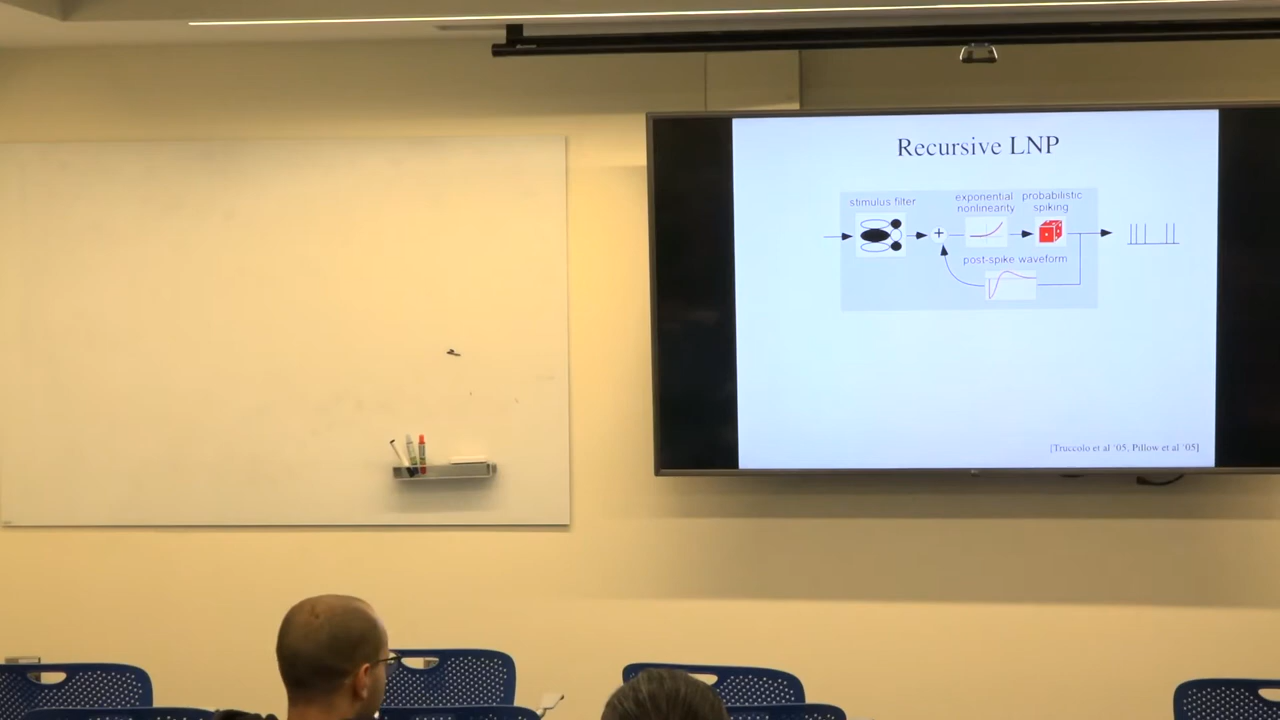 Recursive LNP
stimulus filter
exponential nonlinearity
probabilistic spiking
+
post-spike waveform
[Truccolo et al '05, Pillow et al '05]